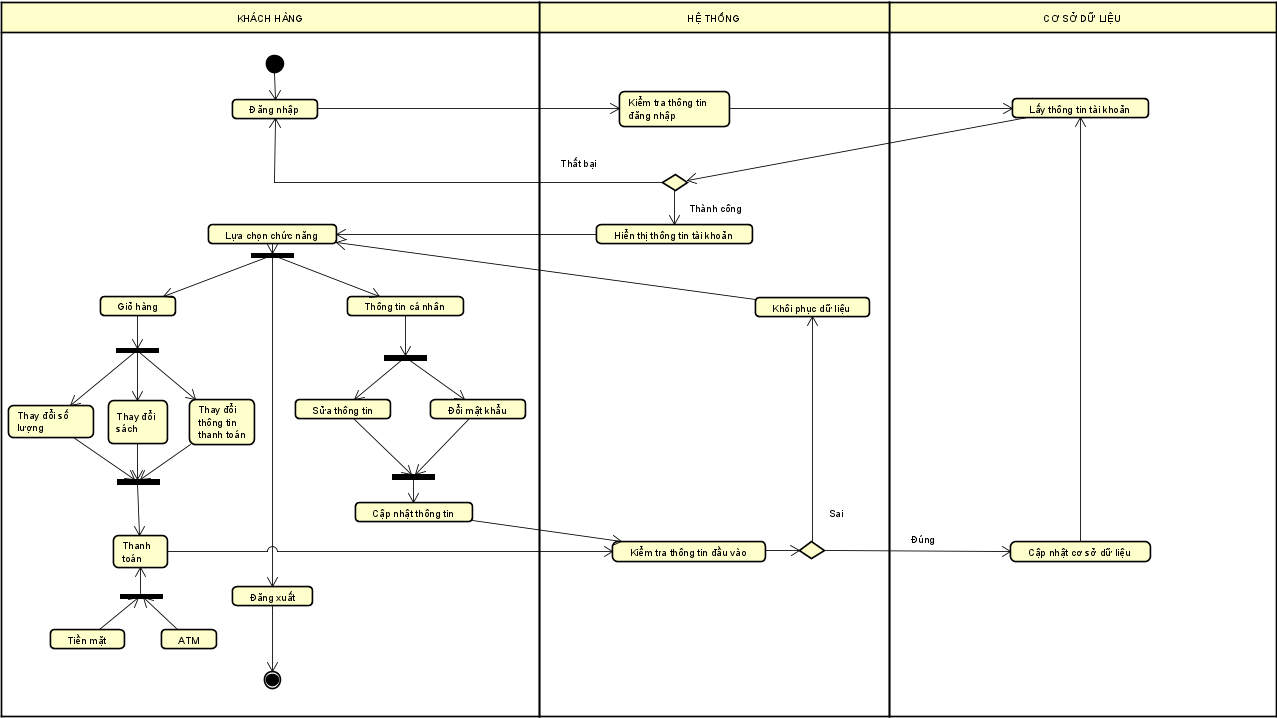 KHÁCH HÀNG
HỆ THỐNG
CƠ SỞ DỮ LIỆU
Đăng nhập
Kiểm tra thông tin
đăng nhập
Lấy thông tin tài khoản
Thất bại
Thành công
Lựa chọn chức năng
Hiển thị thông tin tài khoản
Giỏ hàng
Thông tin cá nhân
Khôi phục dữ liệu
Thay đổi số
lượng
Thay đổi
sách
Thay đổi
thông tin
thanh toán
Sửa thông tin
Đổi mật khẩu
Cập nhật thông tin
Sai
Đúng
Thanh
toán
Kiểm tra thông tin đầu vào
Cập nhật cơ sở dữ liệu
Đăng xuất
Tiền mặt
ATM